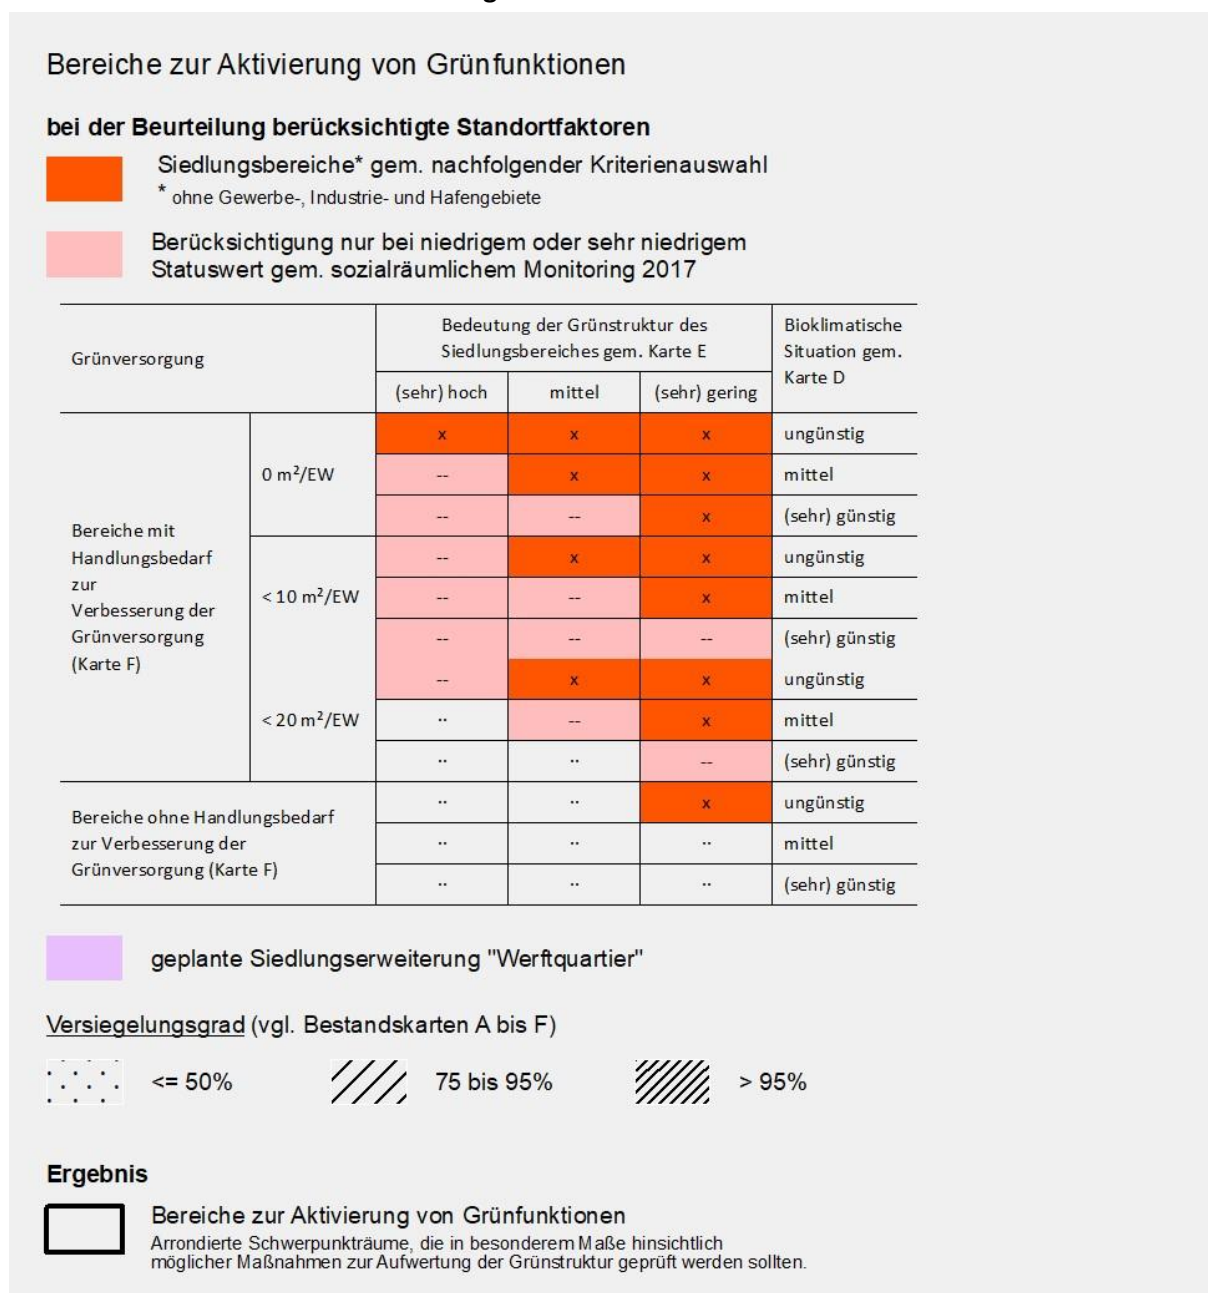 Bereiche zur Aktivierung von Grünfunktionen
bei der Beurteilung berücksichtigte Standortfaktoren
Siedlungsbereiche* gem. nachfolgender Kriterienauswahl
* ohne Gewerbe-, Industrie- und Hafengebiete
Berücksichtigung nur bei niedrigem oder sehr niedrigem
Statuswert gem. sozialräumlichem Monitoring 2017
Grünversorgung
Bedeutung der Grünstruktur des
Siedlungsbereiches gem. Karte E
Bioklimatische
Situation gem.
Karte D
(sehr) hoch mittel (sehr) gering
Bereiche mit
Handlungsbedarf
zur
Verbesserung der
Grünversorgung
(Karte F)
0 m²/EW
x x x ungünstig
-- x x mittel
-- -- x (sehr) günstig
< 10 m²/EW
-- x x ungünstig
-- -- x mittel
-- -- -- (sehr) günstig
< 20 m²/EW
-- x x ungünstig
·· -- x mittel
·· ·· -- (sehr) günstig
Bereiche ohne Handlungsbedarf
zur Verbesserung der
Grünversorgung (Karte F)
·· ·· x ungünstig
·· ·· ·· mittel
·· ·· ·· (sehr) günstig
geplante Siedlungserweiterung "Werftquartier"
Versiegelungsgrad (vgl. Bestandskarten A bis F)
<= 50% 75 bis 95% > 95%
Ergebnis
Bereiche zur Aktivierung von Grünfunktionen
Arrondierte Schwerpunkträume, die in besonderem Maße hinsichtlich
möglicher Maßnahmen zur Aufwertung der Grünstruktur geprüft werden sollten.